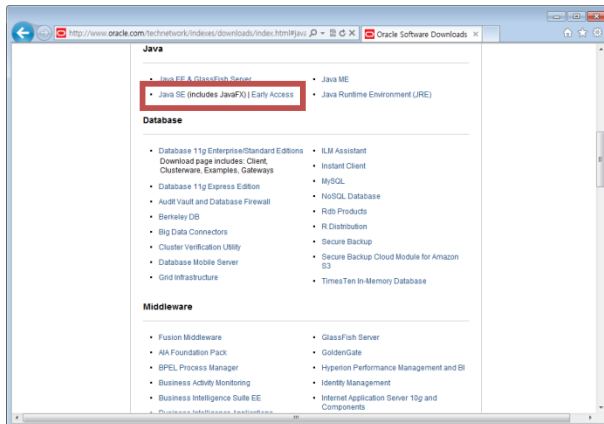 http://www.oracle.com/technetwork/indexes/downloads/index.html#java
Oracle Software Downloads
Java
Java EE & GlassFish Server
Java SE (includes JavaFX) | Early Access
Java ME
Java Runtime Environment (JRE)
Database
Database 11g Enterprise/Standard Editions
Download page includes: Client,
Clusterware, Examples, Gateways
Database 11g Express Edition
Audit Vault and Database Firewall
Berkeley DB
Big Data Connectors
Cluster Verification Utility
Database Mobile Server
Grid Infrastructure
ILM Assistant
Instant Client
MySQL
NoSQL Database
Rdb Products
R Distribution
Secure Backup
Secure Backup Cloud Module for Amazon
S3
TimesTen In-Memory Database
Middleware
Fusion Middleware
AIA Foundation Pack
BPEL Process Manager
Business Activity Monitoring
Business Intelligence Suite EE
Business Intelligence Applications
GlassFish Server
GoldenGate
Hyperion Performance Management and BI
Identity Management
Internet Application Server 10g and
Components